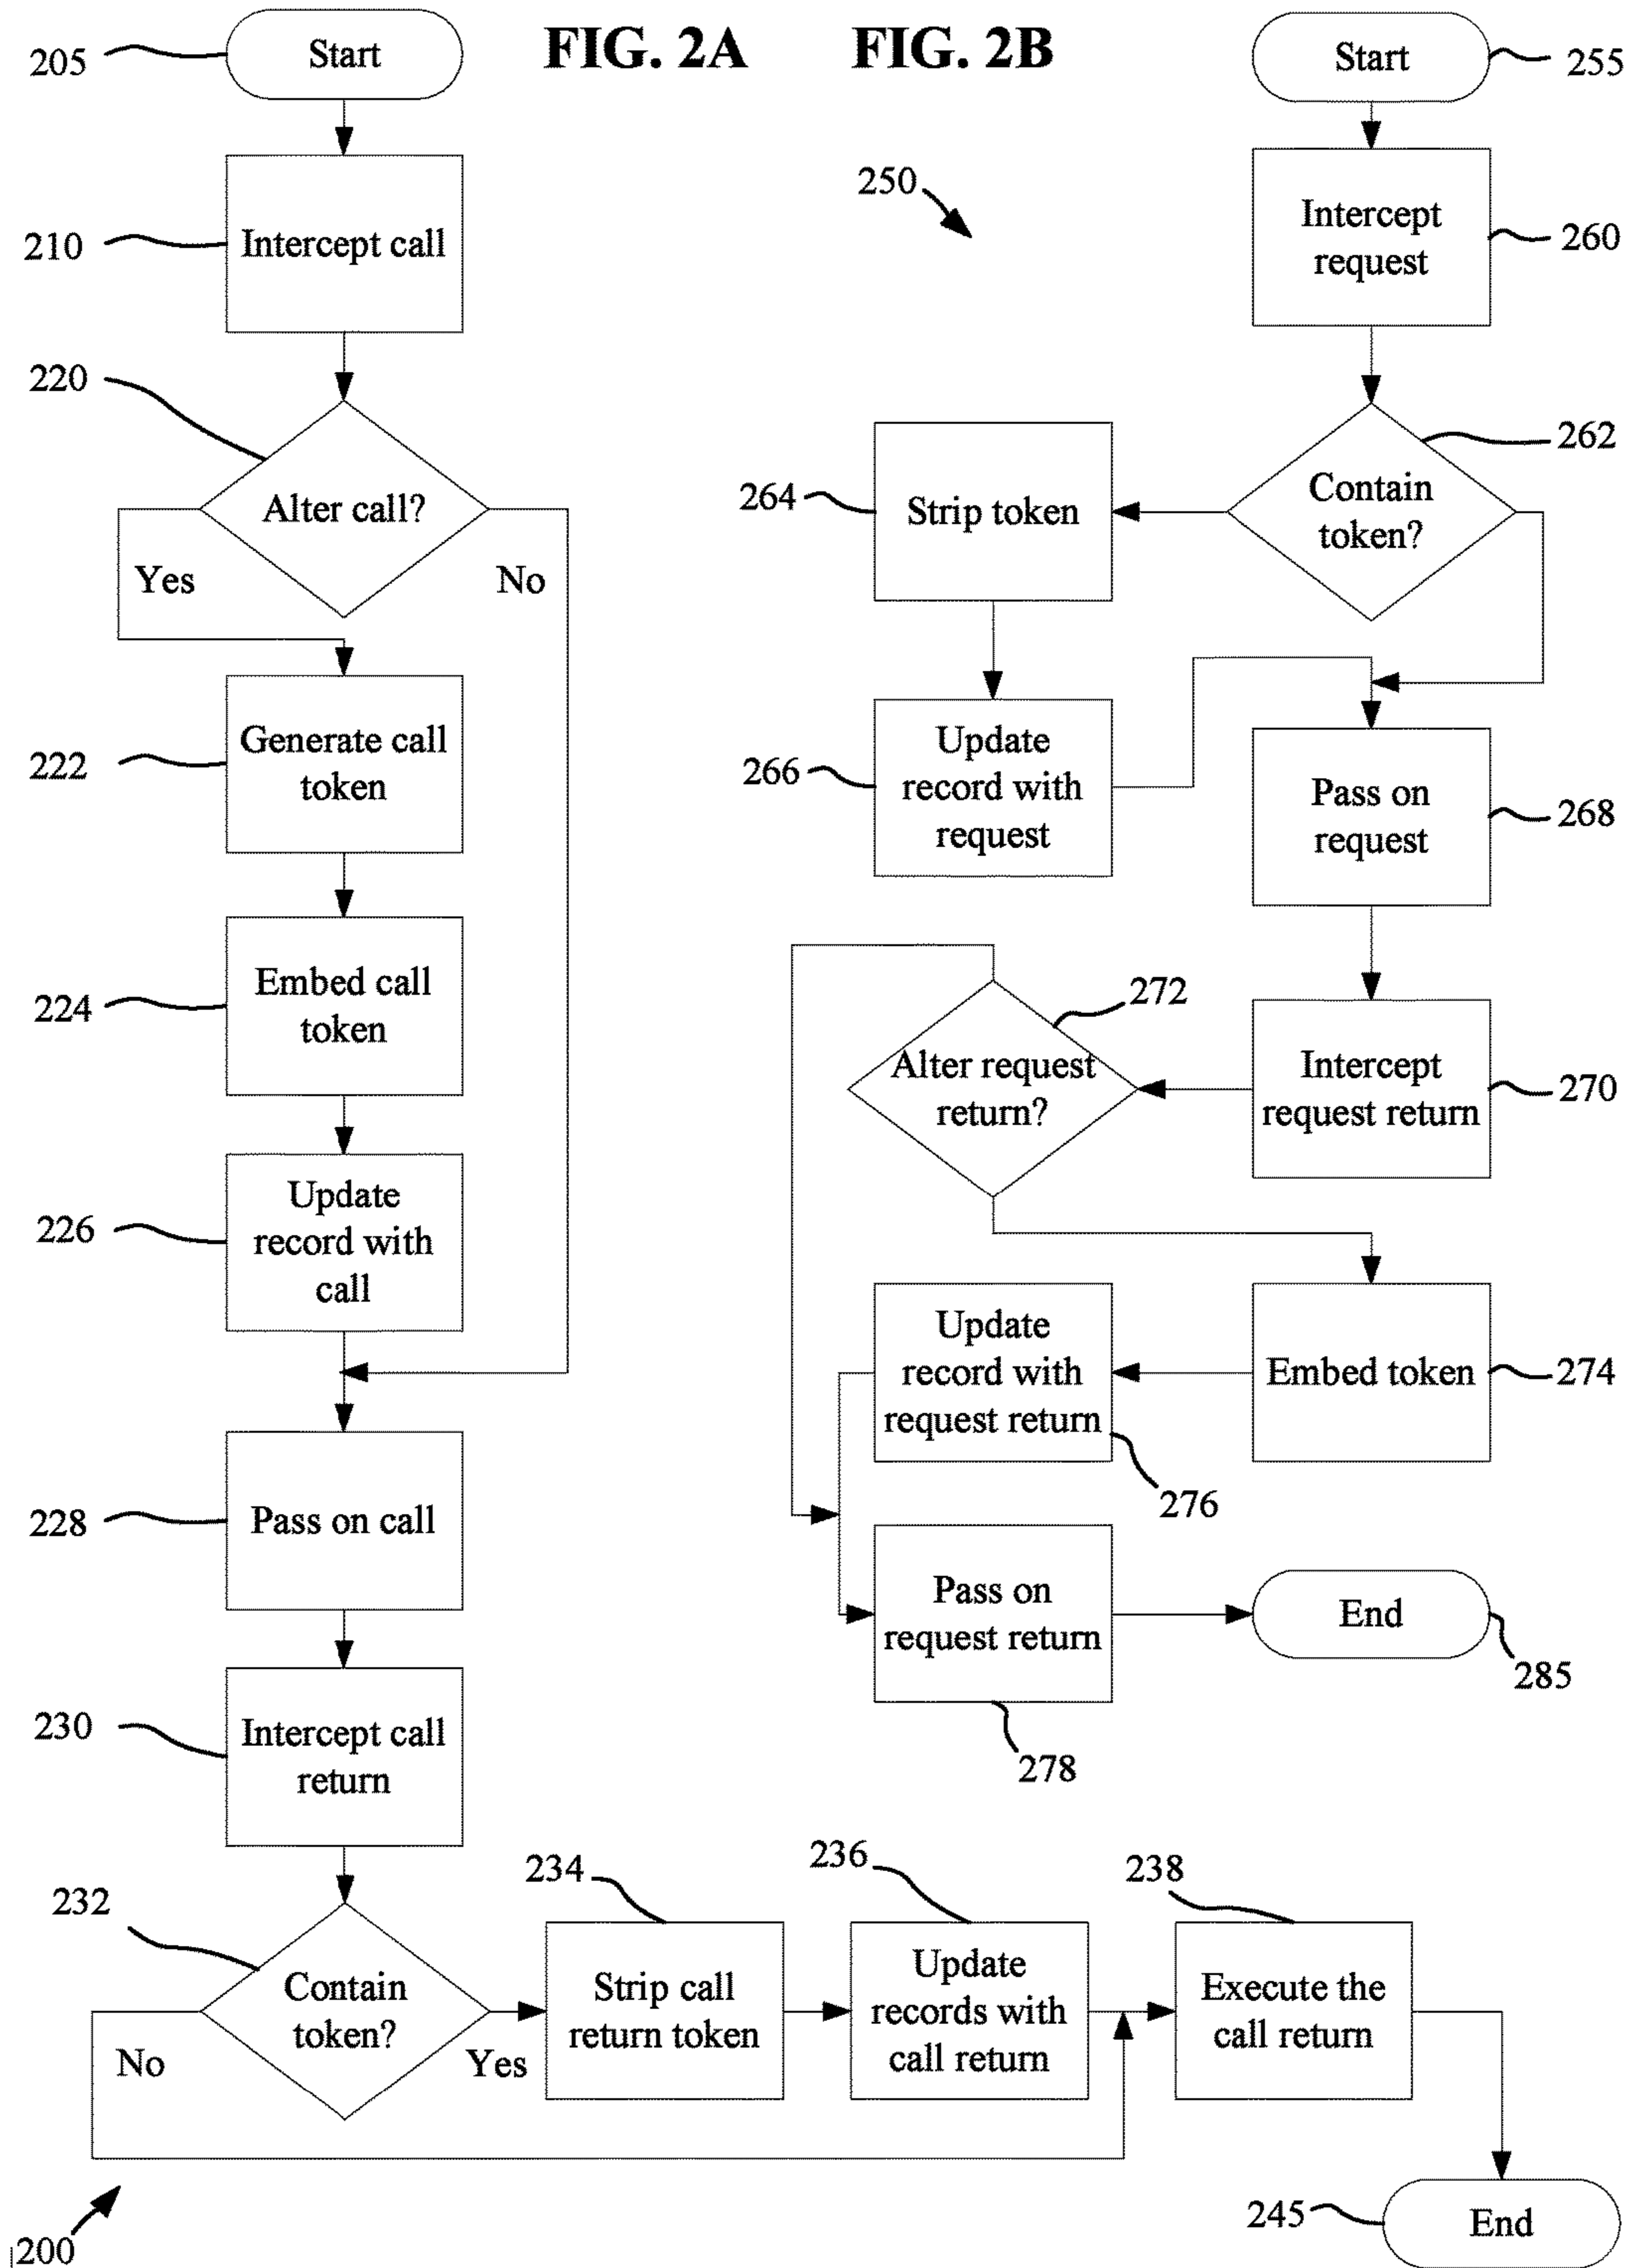 FIG. 2A
205
Start
210
Intercept call
220
Alter call?
Yes
No
222
Generate call
token
224
Embed call
token
226
Update
record with
call
228
Pass on call
230
Intercept call
return
232
Contain
token?
No
Yes
234
Strip call
return token
236
Update
records with
call return
238
Execute the
call return
245
End
200
FIG. 2B
250
Start
255
Intercept
request
260
Contain
token?
262
264
Strip token
266
Update
record with
request
Pass on
request
268
Intercept
request return
270
272
Alter request
return?
Embed token
274
Update
record with
request return
276
Pass on
request return
278
End
285